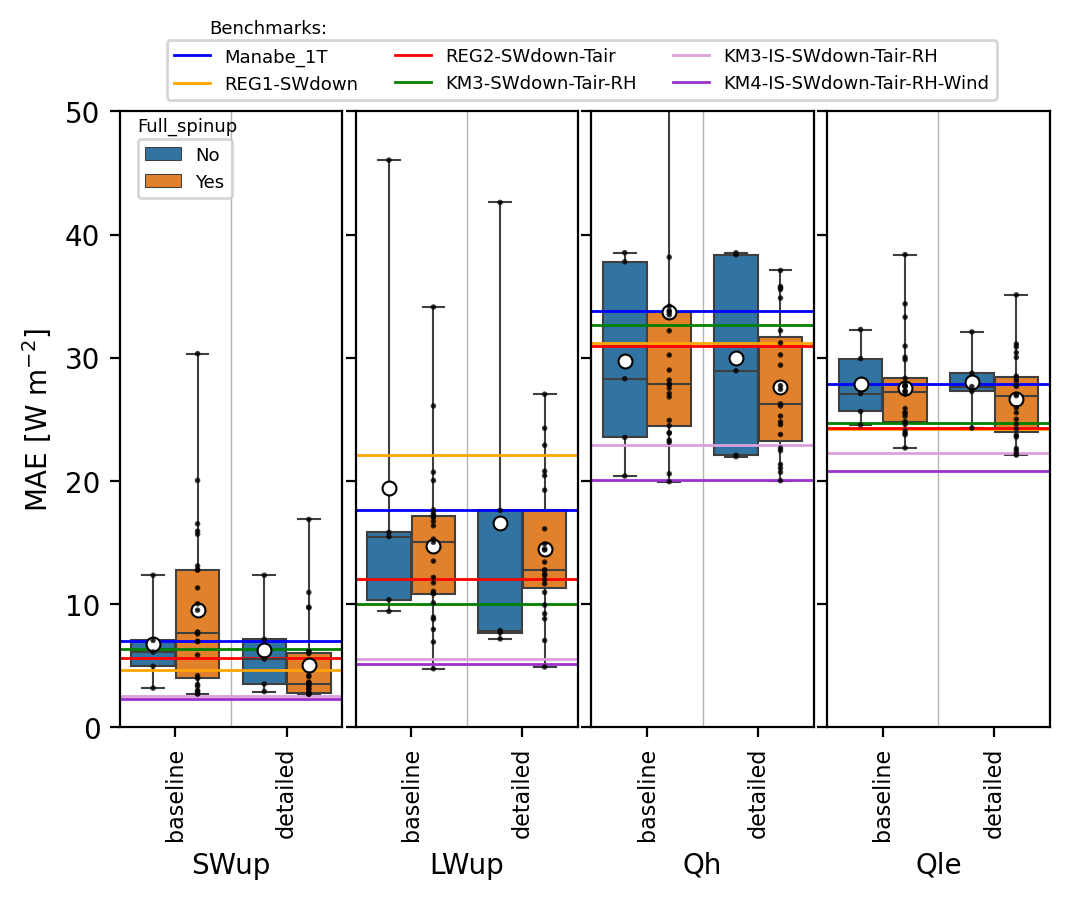 Benchmarks:
Manabe_1T
REG1-SWdown
REG2-SWdown-Tair
KM3-SWdown-Tair-RH
KM3-IS-SWdown-Tair-RH
KM4-IS-SWdown-Tair-RH-Wind
Full_spinup
No
Yes
MAE [W m⁻²]
50
40
30
20
10
0
baseline
detailed
baseline
detailed
baseline
detailed
baseline
detailed
SWup
LWup
Qh
Qle